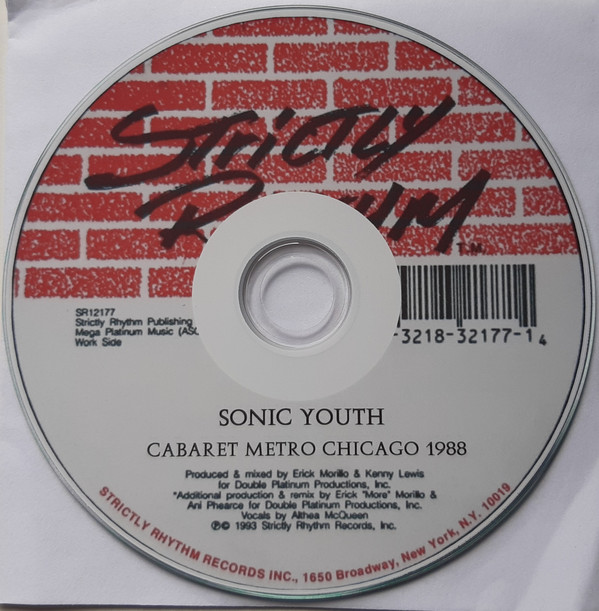 STRICTLY
TM
SR12177
Strictly Rhythm Publishing
Mega Platinum Music (ASC
Work Side
-3218-32177-1 4
SONIC YOUTH
CABARET METRO CHICAGO 1988
Produced & mixed by Erick Morillo & Kenny Lewis
for Double Platinum Productions, Inc.
*Additional production & remix by Erick "More" Morillo &
Ani Phearce for Double Platinum Productions, Inc.
Vocals by Althea McQueen
℗© 1993 Strictly Rhythm Records, Inc.
STRICTLY RHYTHM RECORDS INC., 1650 Broadway, New York, N.Y. 10019